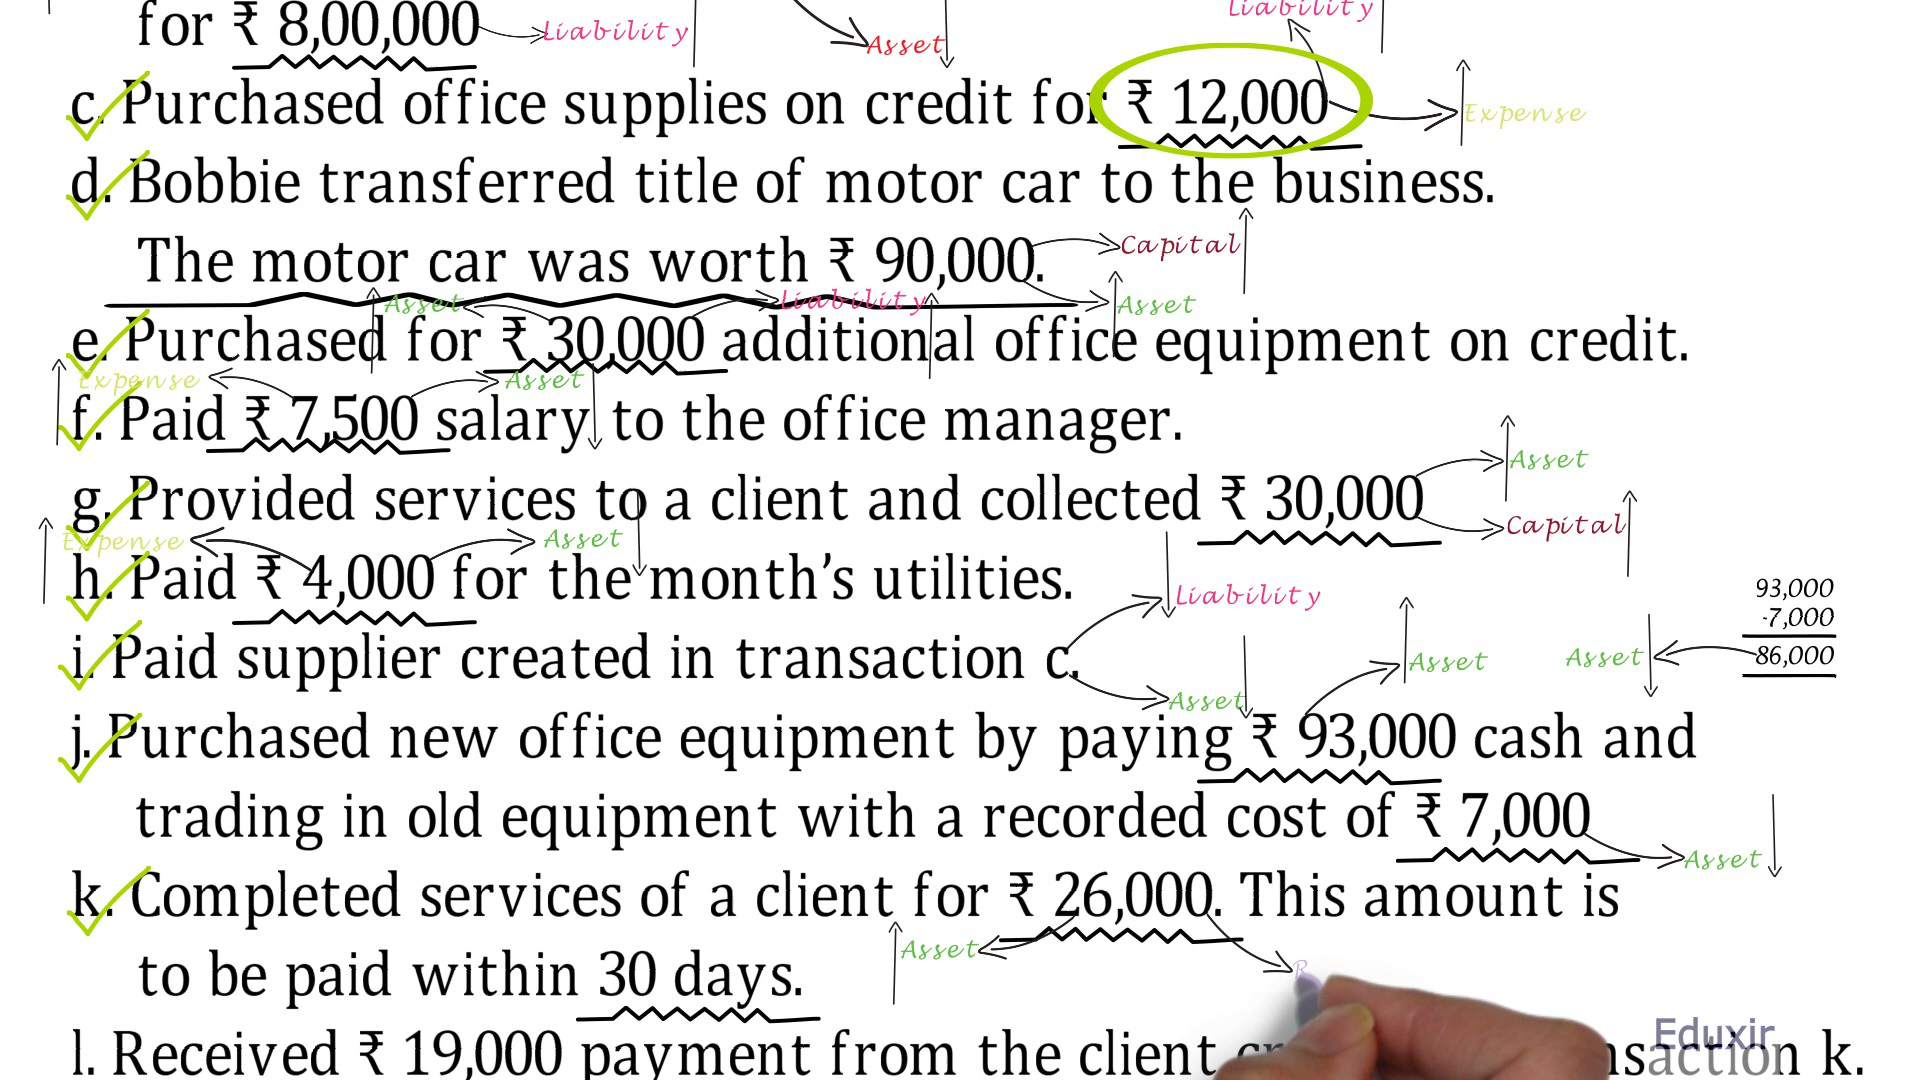 Liability
for ₹ 8,00,000 Liability Asset
c. Purchased office supplies on credit for ₹ 12,000 Expense
d. Bobbie transferred title of motor car to the business.
The motor car was worth ₹ 90,000. Capital
Asset Liability Asset
e. Purchased for ₹ 30,000 additional office equipment on credit.
Expense Asset
f. Paid ₹ 7,500 salary to the office manager.
Asset
g. Provided services to a client and collected ₹ 30,000
Capital
Expense Asset
h. Paid ₹ 4,000 for the month’s utilities.
Liability
93,000
-7,000
86,000
i. Paid supplier created in transaction c.
Asset Asset
Asset
j. Purchased new office equipment by paying ₹ 93,000 cash and
trading in old equipment with a recorded cost of ₹ 7,000
Asset
k. Completed services of a client for ₹ 26,000. This amount is
Asset R
to be paid within 30 days.
Eduxir
l. Received ₹ 19,000 payment from the client k.